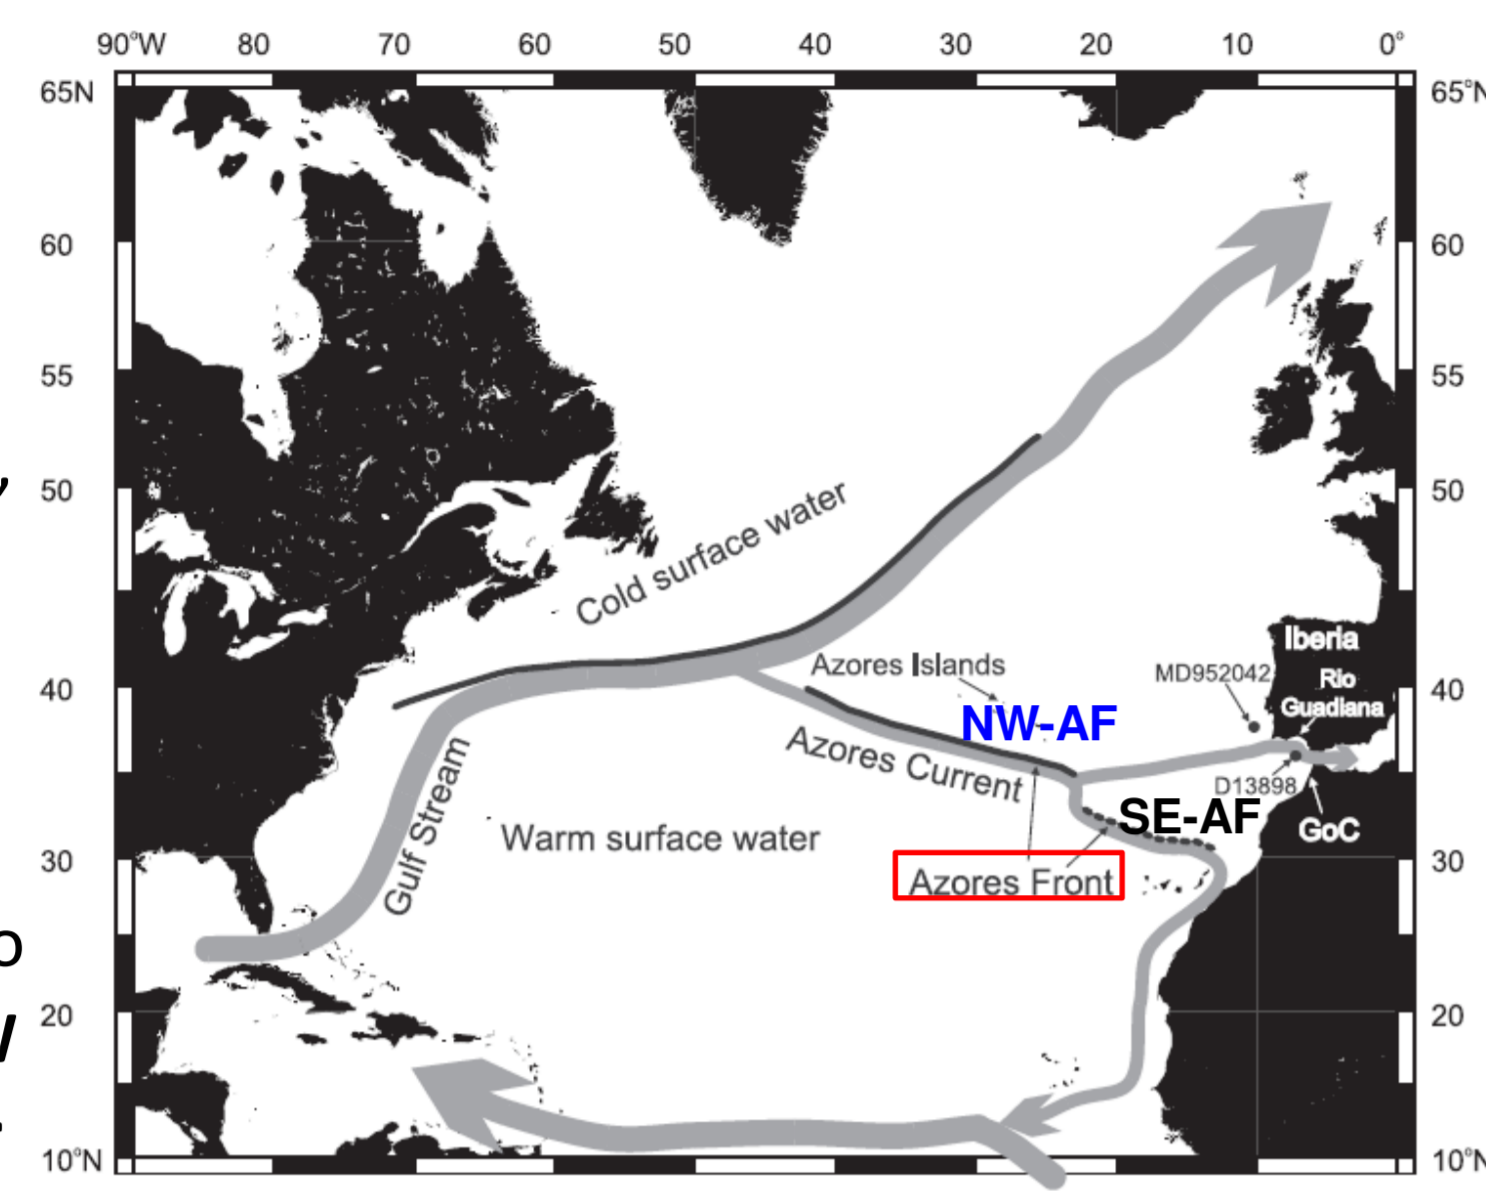 90°W 80 70 60 50 40 30 20 10 0°
65N 65°N
60 60
55 55
,
50 50
Cold surface water
Iberia
Azores Islands
MD952042
Rio
Guadiana
40 40
NW-AF
Azores Current
D13898
SE-AF
GoC
Gulf Stream
Warm surface water
30 30
Azores Front
o
20 20
10°N 10°N